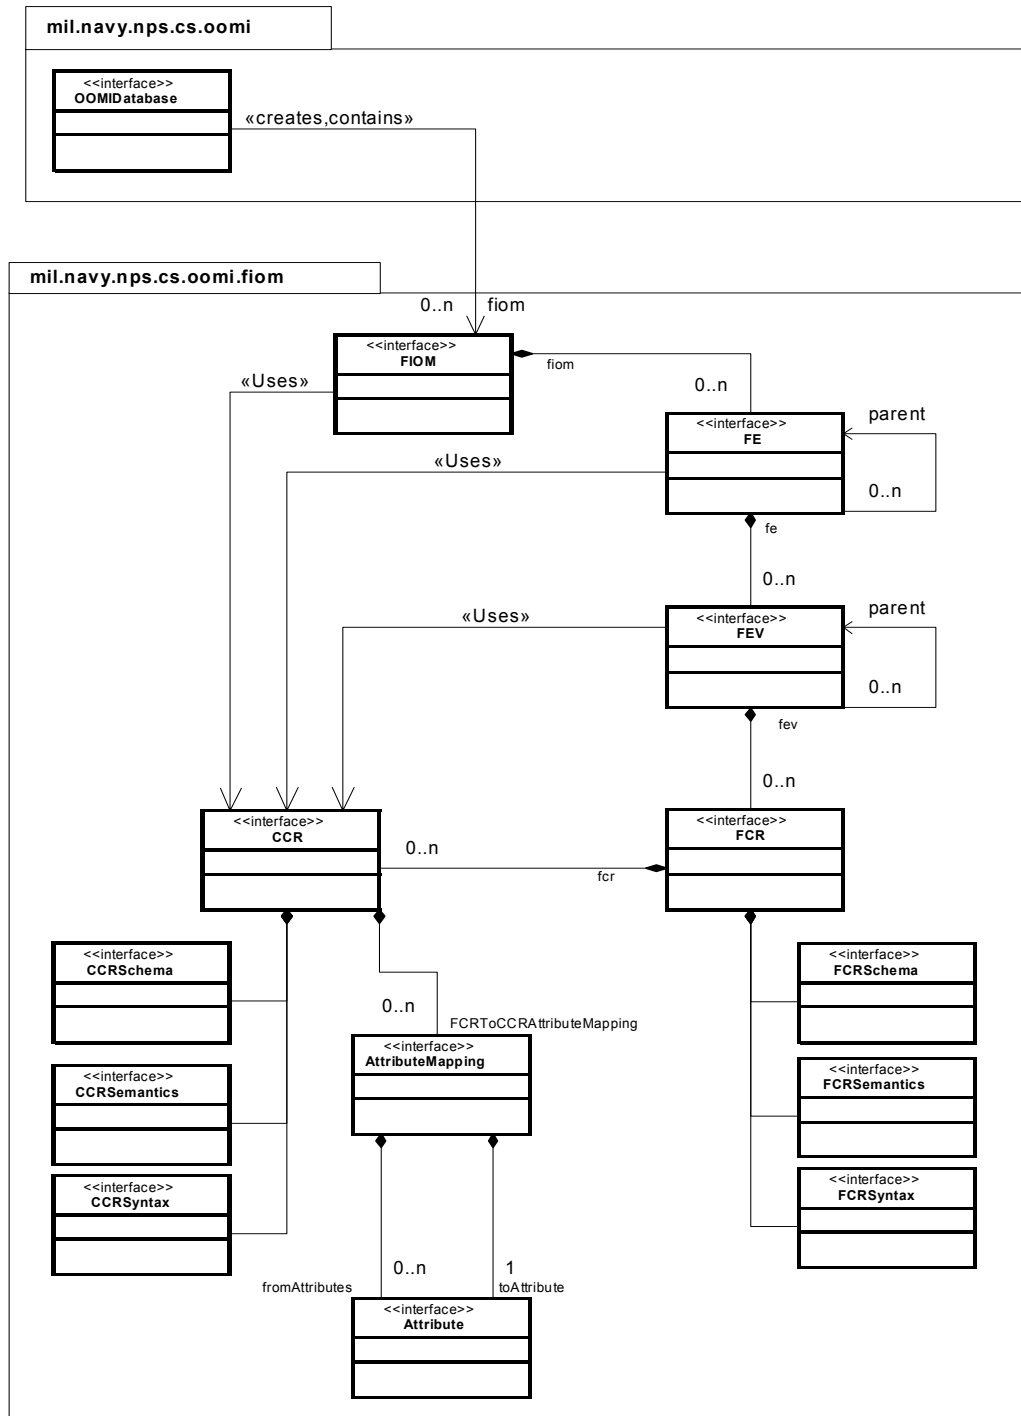 mil.navy.nps.cs.oomi
<<interface>>
OOMIDatabase
«creates,contains»
mil.navy.nps.cs.oomi.fiom
0..n fiom
<<interface>>
FIOM
fiom
«Uses»
0..n
<<interface>>
FE
parent
«Uses»
0..n
fe
0..n
<<interface>>
FEV
parent
«Uses»
0..n
fev
0..n
<<interface>>
CCR
<<interface>>
FCR
0..n
fcr
<<interface>>
CCRSchema
<<interface>>
FCRSchema
0..n
FCRToCCRAttributeMapping
<<interface>>
AttributeMapping
<<interface>>
CCRSemantics
<<interface>>
FCRSemantics
<<interface>>
CCRSyntax
<<interface>>
FCRSyntax
0..n
1
fromAttributes
toAttribute
<<interface>>
Attribute